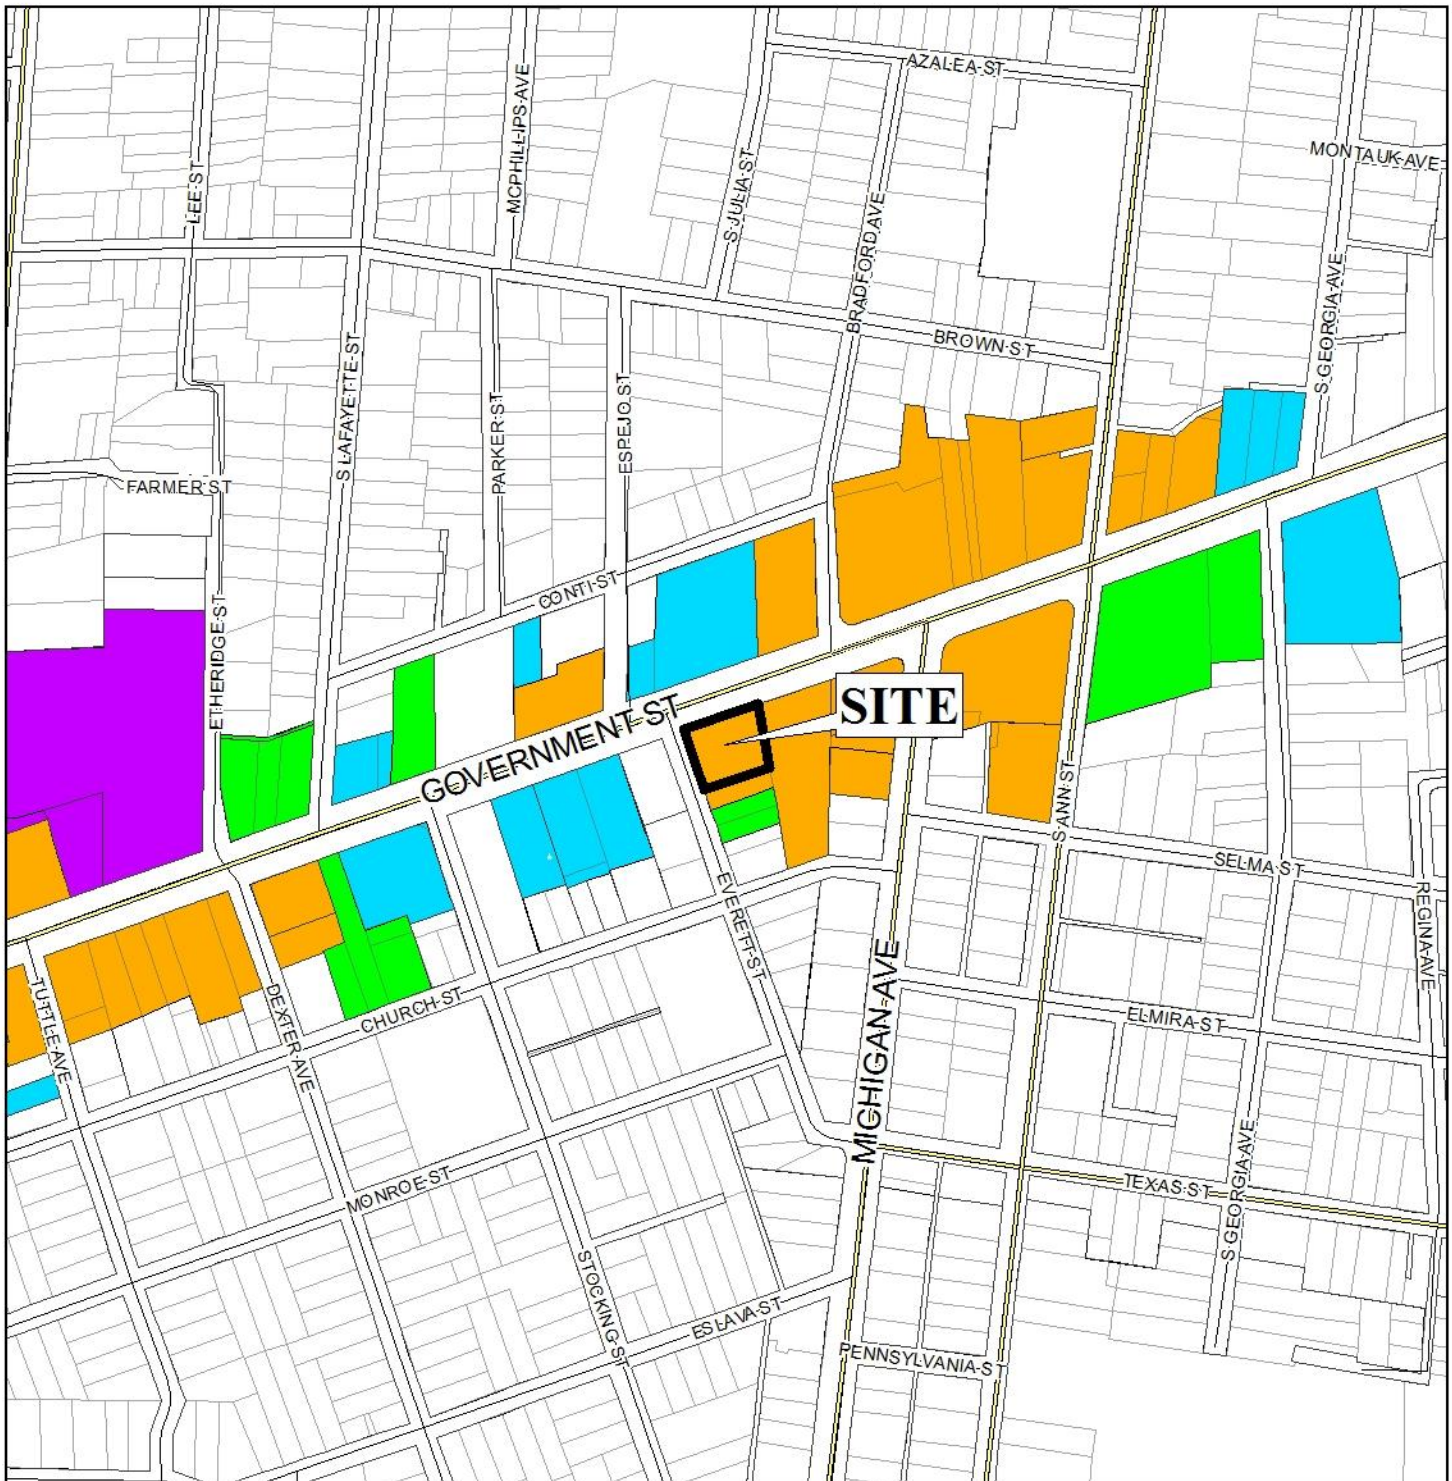 AZALEA ST
MCPHILLIPS AVE
MONTAUK AVE
LEE ST
S JULIA ST
BRADFORD AVE
S GEORGIA AVE
BROWN ST
S LAFAYETTE ST
PARKER ST
ESPEJO ST
FARMER ST
CONTI ST
ETHERIDGE ST
SITE
GOVERNMENT ST
S ANN ST
SELMA ST
EVERETT ST
REGINA AVE
MICHIGAN AVE
TUTTLE AVE
DEXTER AVE
CHURCH ST
ELMIRA ST
MONROE ST
TEXAS ST
S GEORGIA AVE
STOCKING ST
ESLAVA ST
PENNSYLVANIA ST